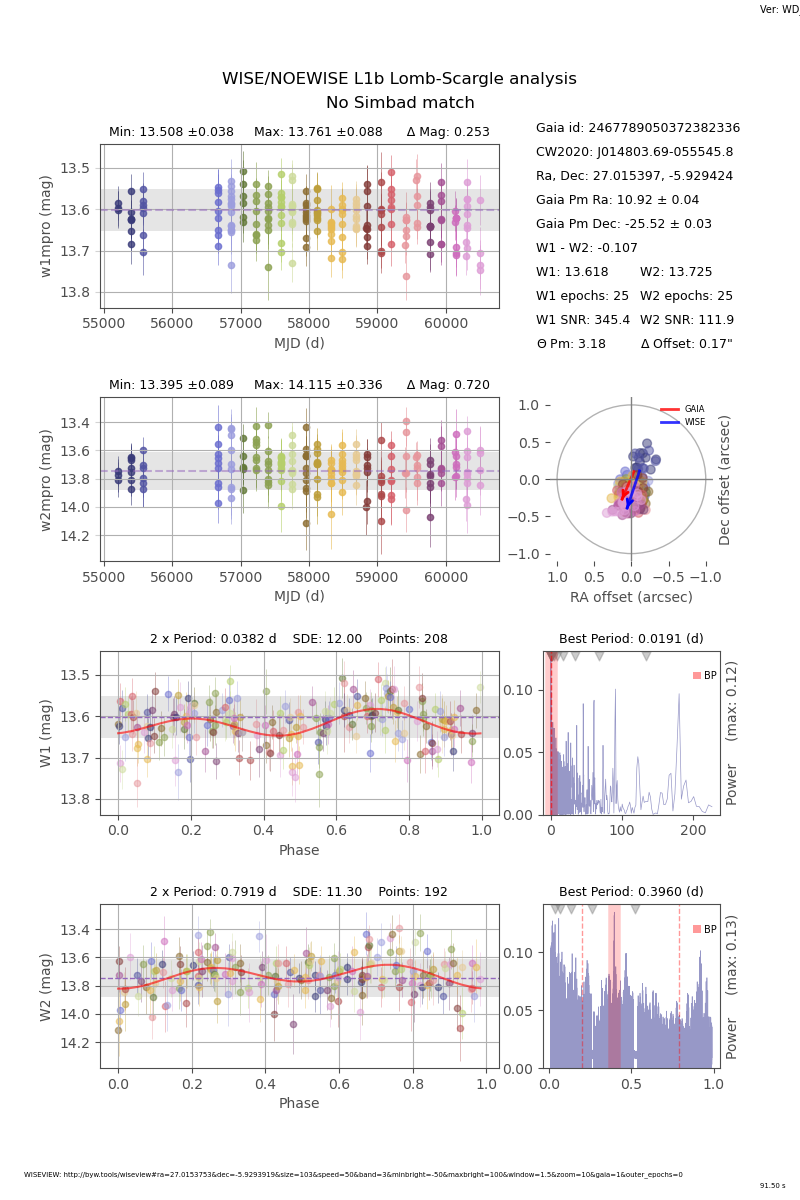 Ver: WD_
WISE/NOEWISE L1b Lomb-Scargle analysis
No Simbad match
Min: 13.508 ±0.038 Max: 13.761 ±0.088 Δ Mag: 0.253
13.5
13.6
13.7
13.8
w1mpro (mag)
55000 56000 57000 58000 59000 60000
MJD (d)
Gaia id: 2467789050372382336
CW2020: J014803.69-055545.8
Ra, Dec: 27.015397, -5.929424
Gaia Pm Ra: 10.92 ± 0.04
Gaia Pm Dec: -25.52 ± 0.03
W1 - W2: -0.107
W1: 13.618 W2: 13.725
W1 epochs: 25 W2 epochs: 25
W1 SNR: 345.4 W2 SNR: 111.9
Θ Pm: 3.18 Δ Offset: 0.17"
Min: 13.395 ±0.089 Max: 14.115 ±0.336 Δ Mag: 0.720
13.4
13.6
13.8
14.0
14.2
w2mpro (mag)
55000 56000 57000 58000 59000 60000
MJD (d)
GAIA
WISE
1.0
0.5
0.0
−0.5
−1.0
Dec offset (arcsec)
1.0 0.5 0.0 −0.5 −1.0
RA offset (arcsec)
2 x Period: 0.0382 d SDE: 12.00 Points: 208
13.5
13.6
13.7
13.8
W1 (mag)
0.0 0.2 0.4 0.6 0.8 1.0
Phase
Best Period: 0.0191 (d)
BP
0.10
0.05
0.00
Power (max: 0.12)
0 100 200
2 x Period: 0.7919 d SDE: 11.30 Points: 192
13.4
13.6
13.8
14.0
14.2
W2 (mag)
0.0 0.2 0.4 0.6 0.8 1.0
Phase
Best Period: 0.3960 (d)
BP
0.10
0.05
0.00
Power (max: 0.13)
0.0 0.5 1.0
WISEVIEW: http://byw.tools/wiseview#ra=27.0153753&dec=-5.9293919&size=103&speed=50&band=3&minbright=-50&maxbright=100&window=1.5&zoom=10&gaia=1&outer_epochs=0
91.50 s